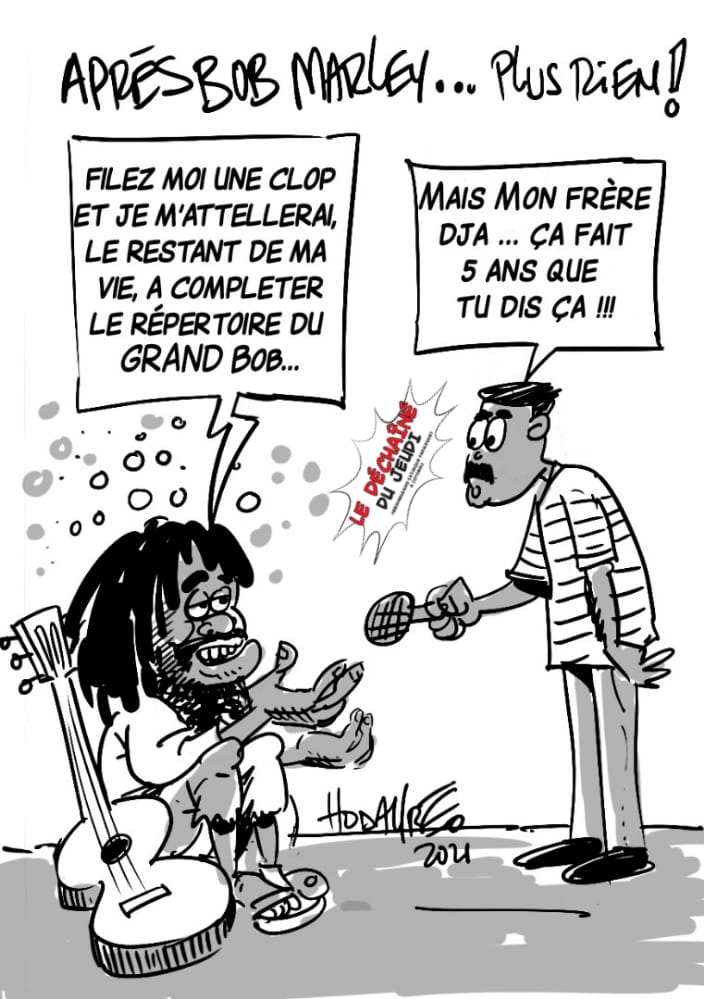 APRÈS BOB MARLEY... PLUS RIEN!
FILEZ MOI UNE CLOP
ET JE M'ATTELLERAI,
LE RESTANT DE MA
VIE, A COMPLETER
LE RÉPERTOIRE DU
GRAND BOB...
MAIS MON FRÈRE
DJA ... ÇA FAIT
5 ANS QUE
TU DIS ÇA !!!
LE DÉCHAÎNÉ
DU JEUDI
HODALRE
2021